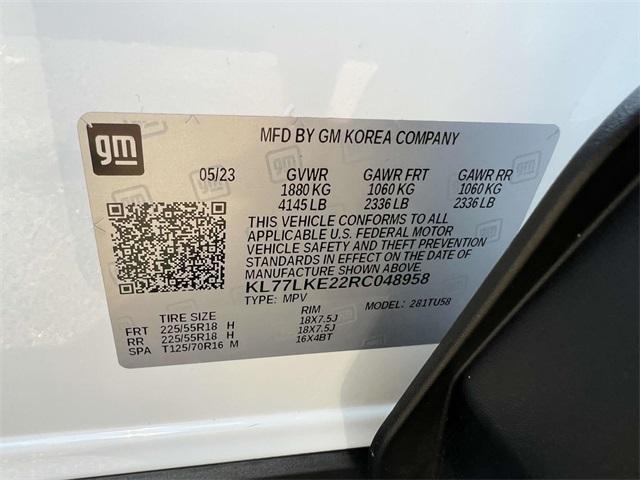 gm
MFD BY GM KOREA COMPANY
05/23 GVWR GAWR FRT GAWR RR
1880 KG 1060 KG 1060 KG
4145 LB 2336 LB 2336 LB
THIS VEHICLE CONFORMS TO ALL
APPLICABLE U.S. FEDERAL MOTOR
VEHICLE SAFETY AND THEFT PREVENTION
STANDARDS IN EFFECT ON THE DATE OF
MANUFACTURE SHOWN ABOVE.
KL77LKE22RC048958
TYPE: MPV MODEL: 281TU58
TIRE SIZE RIM
FRT 225/55R18 H 18X7.5J
RR 225/55R18 H 18X7.5J
SPA T125/70R16 M 16X4BT